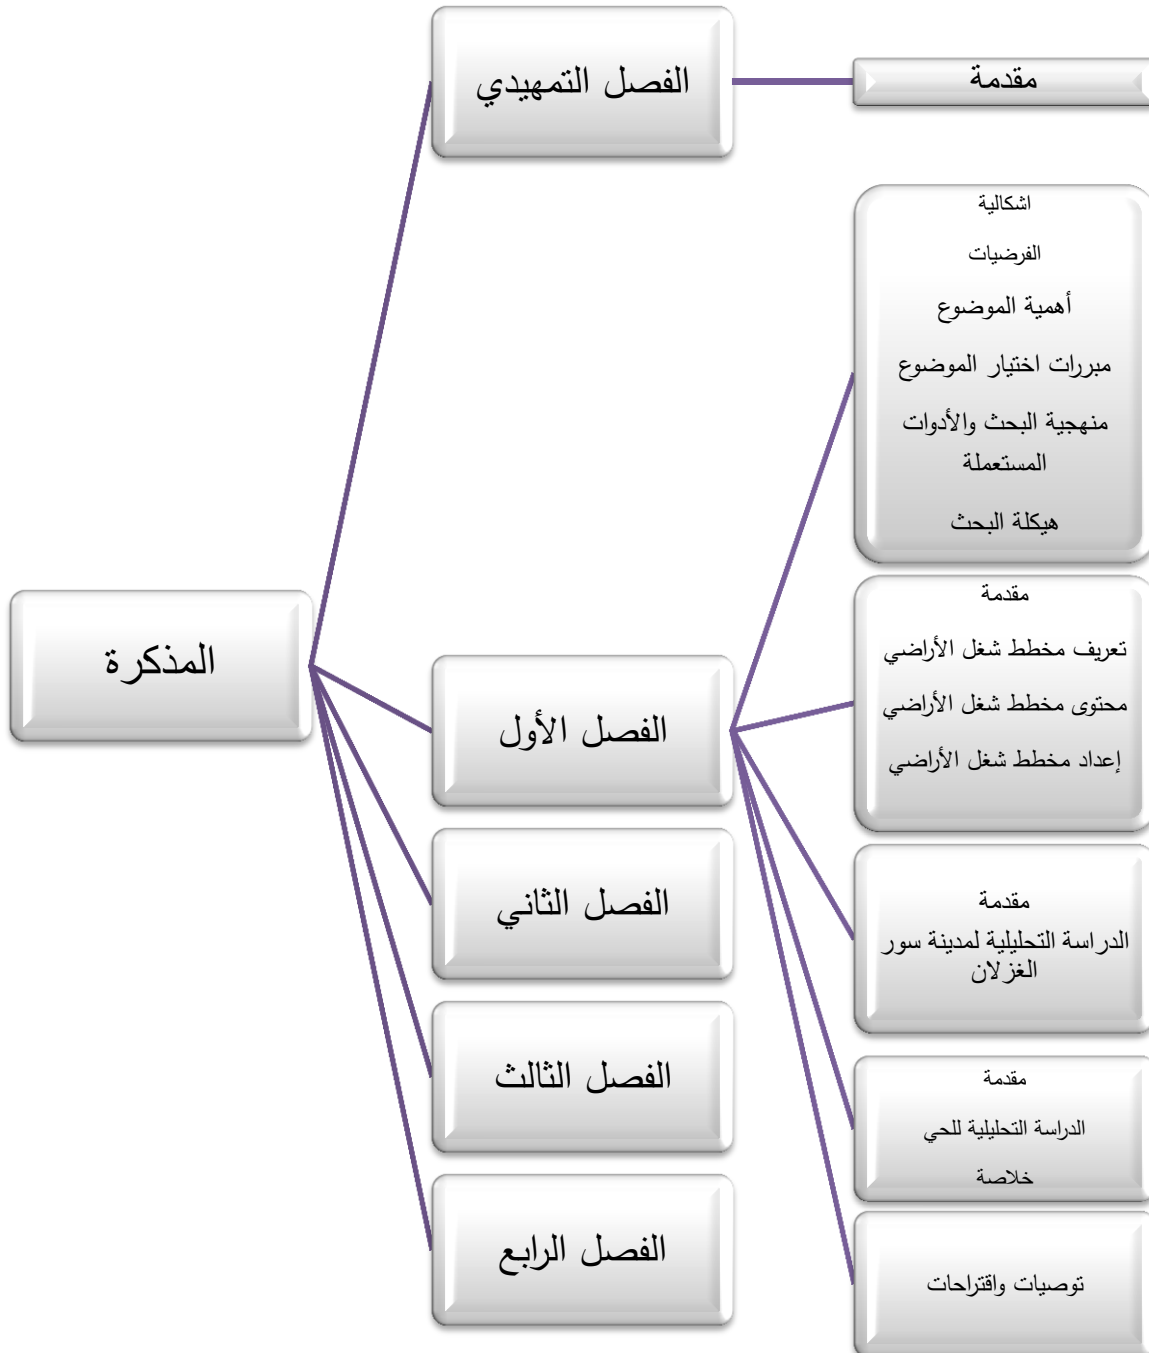 المذكرة
الفصل التمهيدي
مقدمة
الفصل الأول
اشكالية
الفرضيات
أهمية الموضوع
مبررات اختيار الموضوع
منهجية البحث والأدوات
المستعملة
هيكلة البحث
مقدمة
تعريف مخطط شغل الأراضي
محتوى مخطط شغل الأراضي
إعداد مخطط شغل الأراضي
مقدمة
الدراسة التحليلية لمدينة سور
الغزلان
مقدمة
الدراسة التحليلية للحي
خلاصة
توصيات واقتراحات
الفصل الثاني
الفصل الثالث
الفصل الرابع